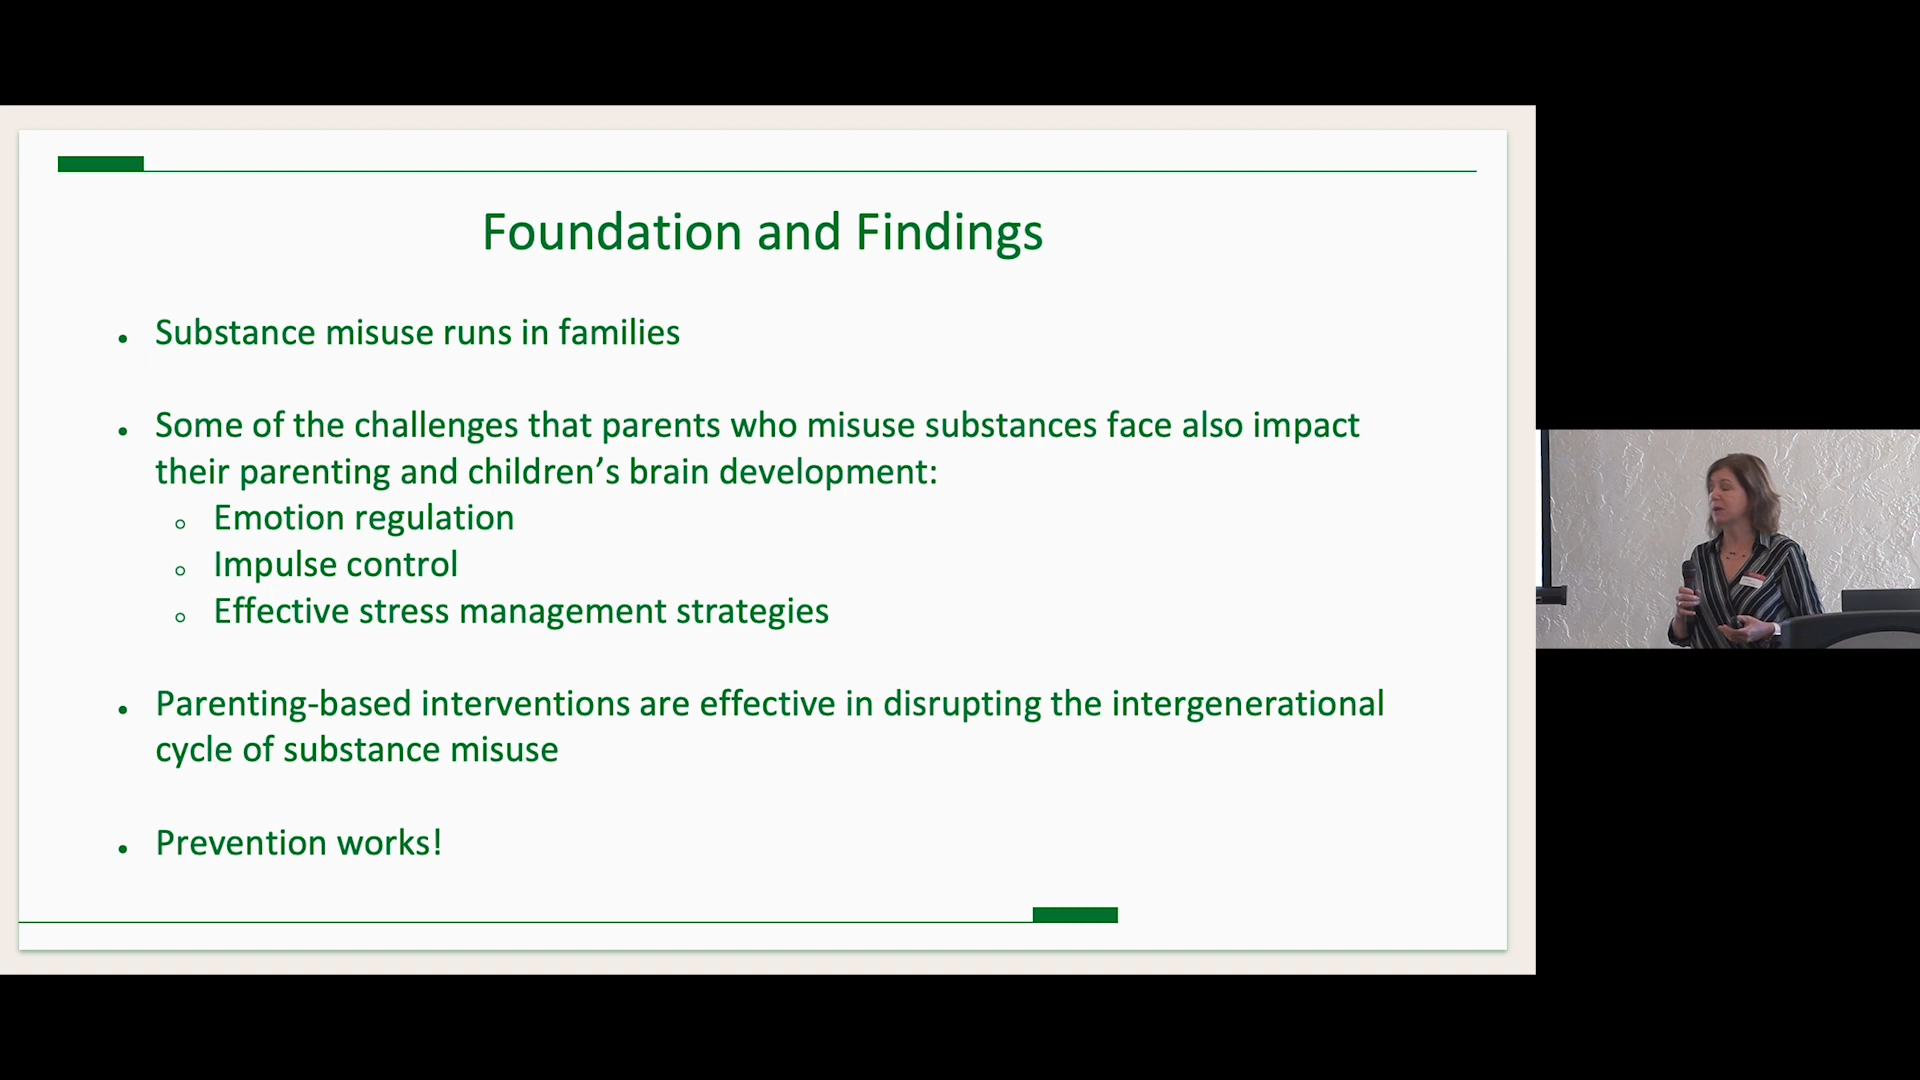 Foundation and Findings
• Substance misuse runs in families
• Some of the challenges that parents who misuse substances face also impact
their parenting and children’s brain development:
○ Emotion regulation
○ Impulse control
○ Effective stress management strategies
• Parenting-based interventions are effective in disrupting the intergenerational
cycle of substance misuse
• Prevention works!